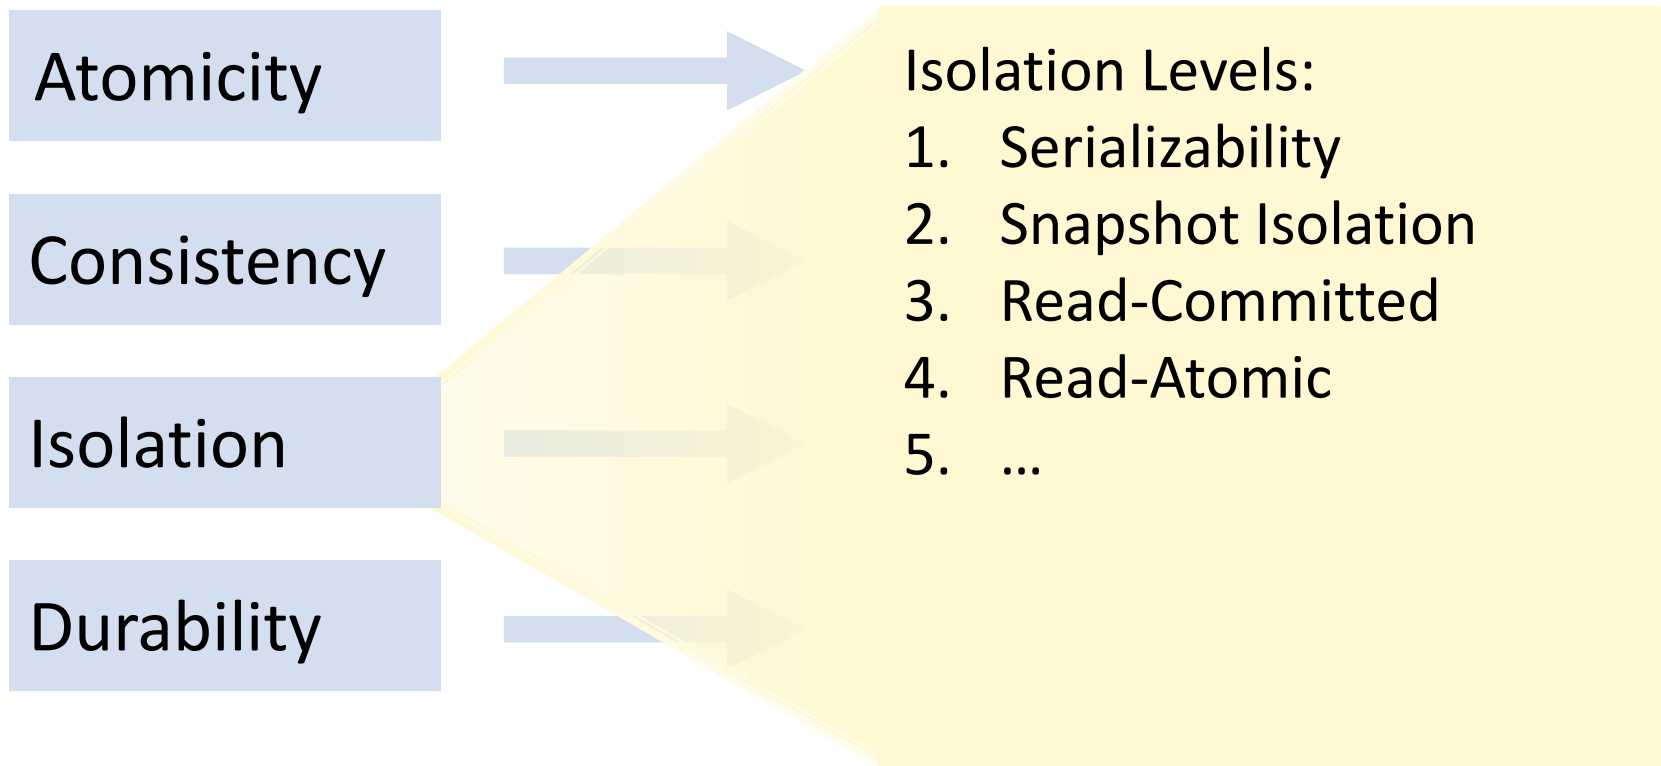 Atomicity
Consistency
Isolation
Durability
Isolation Levels:
1. Serializability
2. Snapshot Isolation
3. Read-Committed
4. Read-Atomic
5. …